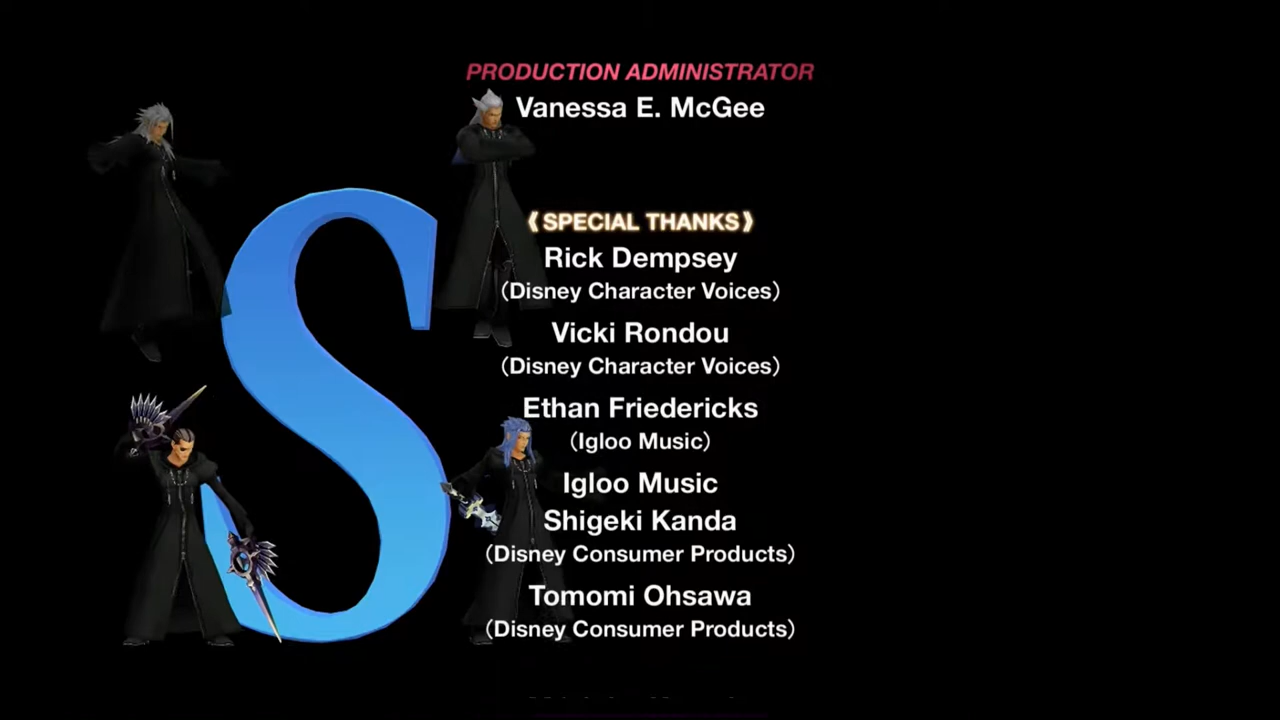 PRODUCTION ADMINISTRATOR
Vanessa E. McGee
S
《SPECIAL THANKS》
Rick Dempsey
(Disney Character Voices)
Vicki Rondou
(Disney Character Voices)
Ethan Friedericks
(Igloo Music)
Igloo Music
Shigeki Kanda
(Disney Consumer Products)
Tomomi Ohsawa
(Disney Consumer Products)